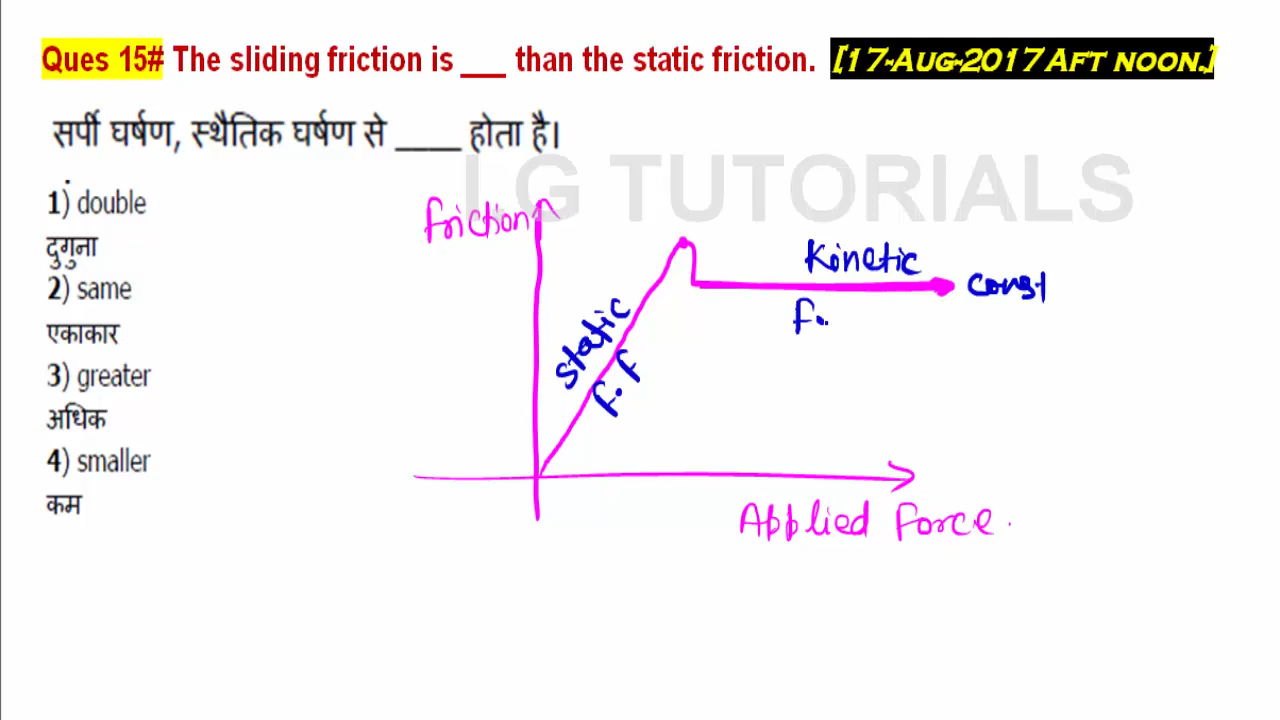 Ques 15# The sliding friction is ___ than the static friction. [17-Aug-2017 Aft noon.]
सर्पी घर्षण, स्थैतिक घर्षण से ____ होता है।
I.G TUTORIALS
1) double
दुगुना
2) same
एकाकार
3) greater
अधिक
4) smaller
कम
friction
Kinetic
const
f.
static
f.f
Applied Force.